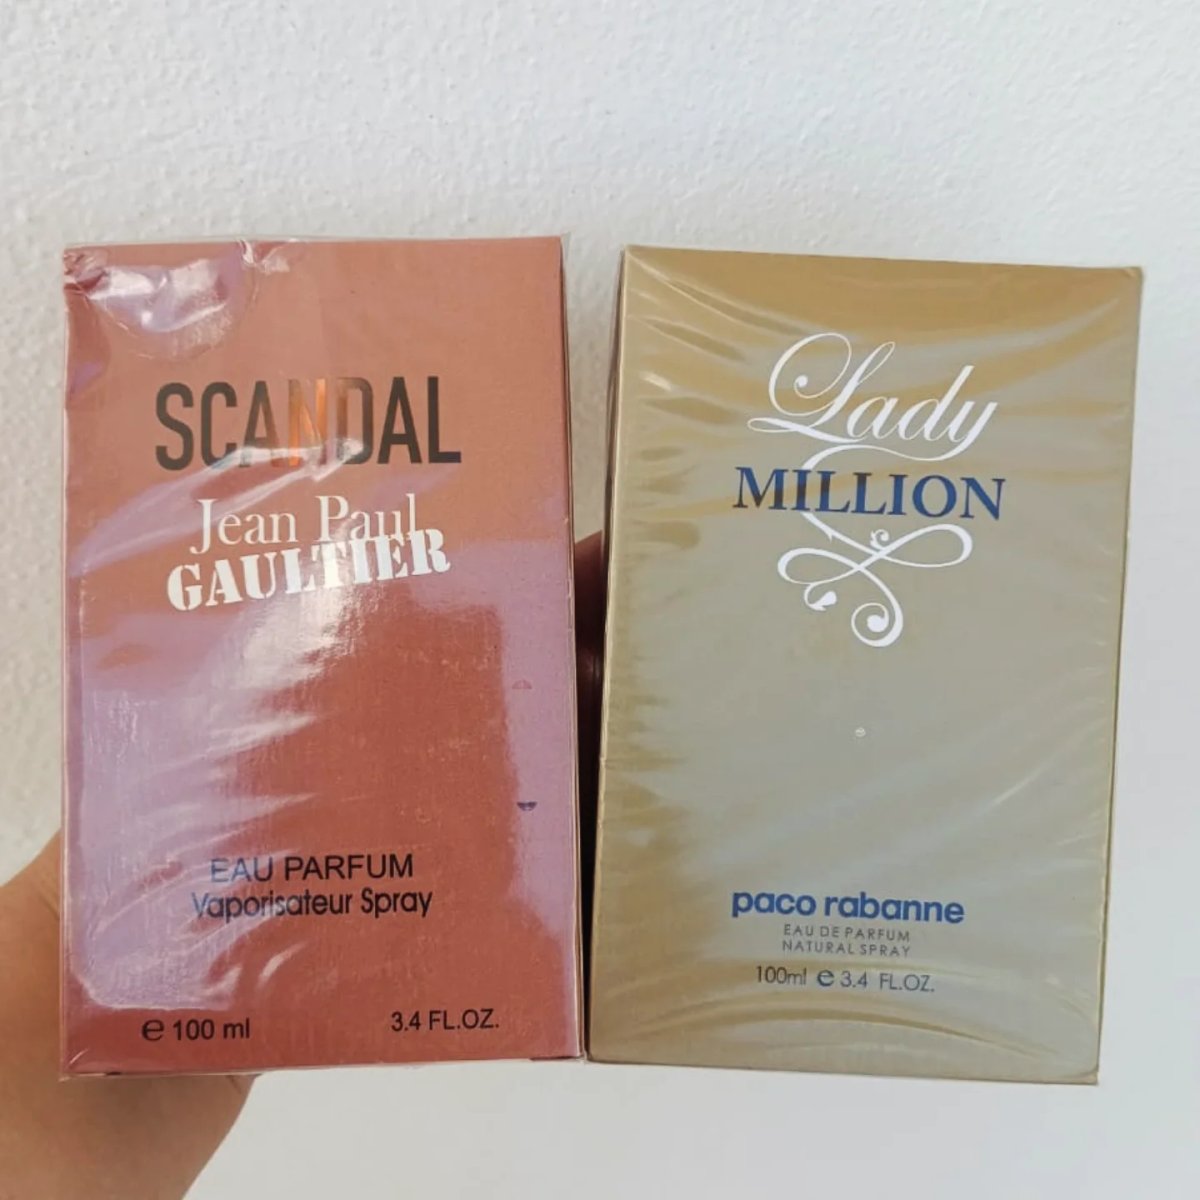 SCANDAL
Jean Paul
GAULTIER
EAU PARFUM
Vaporisateur Spray
e 100 ml
3.4 FL.OZ.
Lady
MILLION
paco rabanne
EAU DE PARFUM
NATURAL SPRAY
100ml e 3.4 FL.OZ.